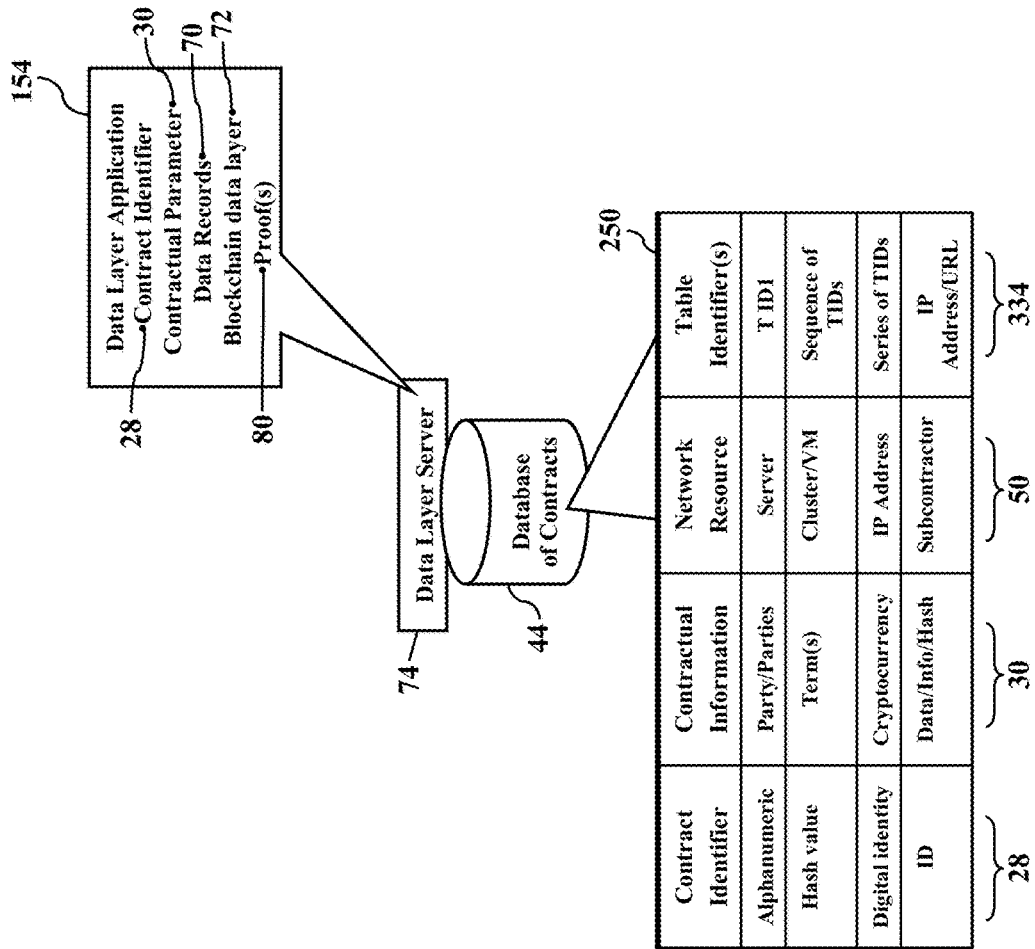 154
Data Layer Application
28 Contract Identifier
Contractual Parameter 30
Data Records 70
Blockchain data layer 72
80 Proof(s)
74
Data Layer Server
Database
of Contracts
44
250
Contract Identifier
Contractual Information
Network Resource
Table Identifier(s)
Alphanumeric
Party/Parties
Server
T ID1
Hash value
Term(s)
Cluster/VM
Sequence of TIDs
Digital identity
Cryptocurrency
IP Address
Series of TIDs
ID
Data/Info/Hash
Subcontractor
IP Address/URL
28
30
50
334